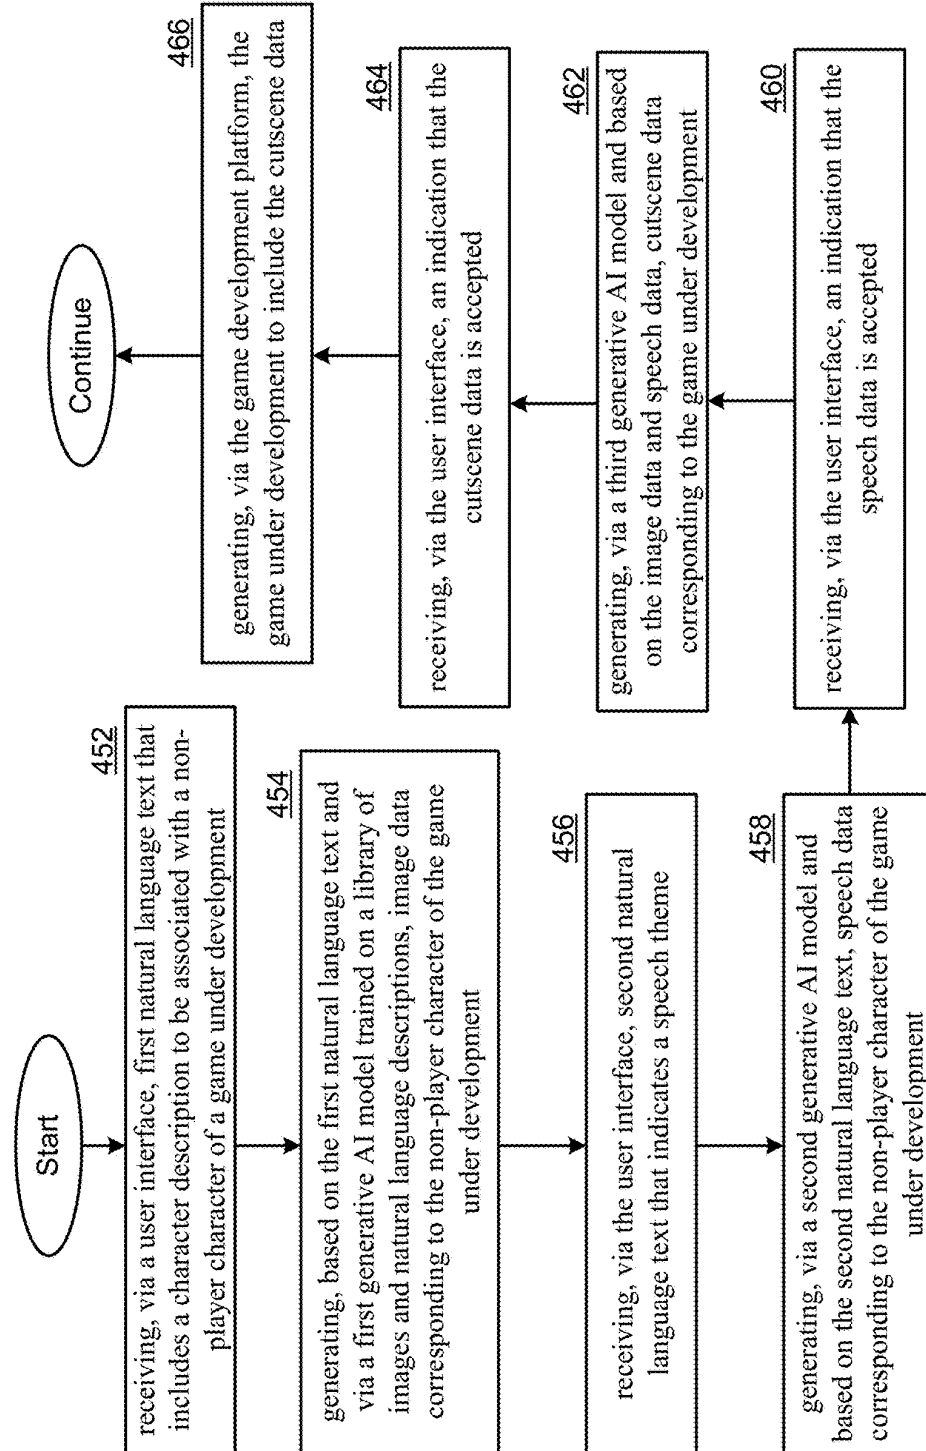 Start
452
receiving, via a user interface, first natural language text that
includes a character description to be associated with a non-
player character of a game under development
454
generating, based on the first natural language text and
via a first generative AI model trained on a library of
images and natural language descriptions, image data
corresponding to the non-player character of the game
under development
456
receiving, via the user interface, second natural
language text that indicates a speech theme
458
generating, via a second generative AI model and
based on the second natural language text, speech data
corresponding to the non-player character of the game
under development
460
receiving, via the user interface, an indication that the
speech data is accepted
462
generating, via a third generative AI model and based
on the image data and speech data, cutscene data
corresponding to the game under development
464
receiving, via the user interface, an indication that the
cutscene data is accepted
466
generating, via the game development platform, the
game under development to include the cutscene data
Continue